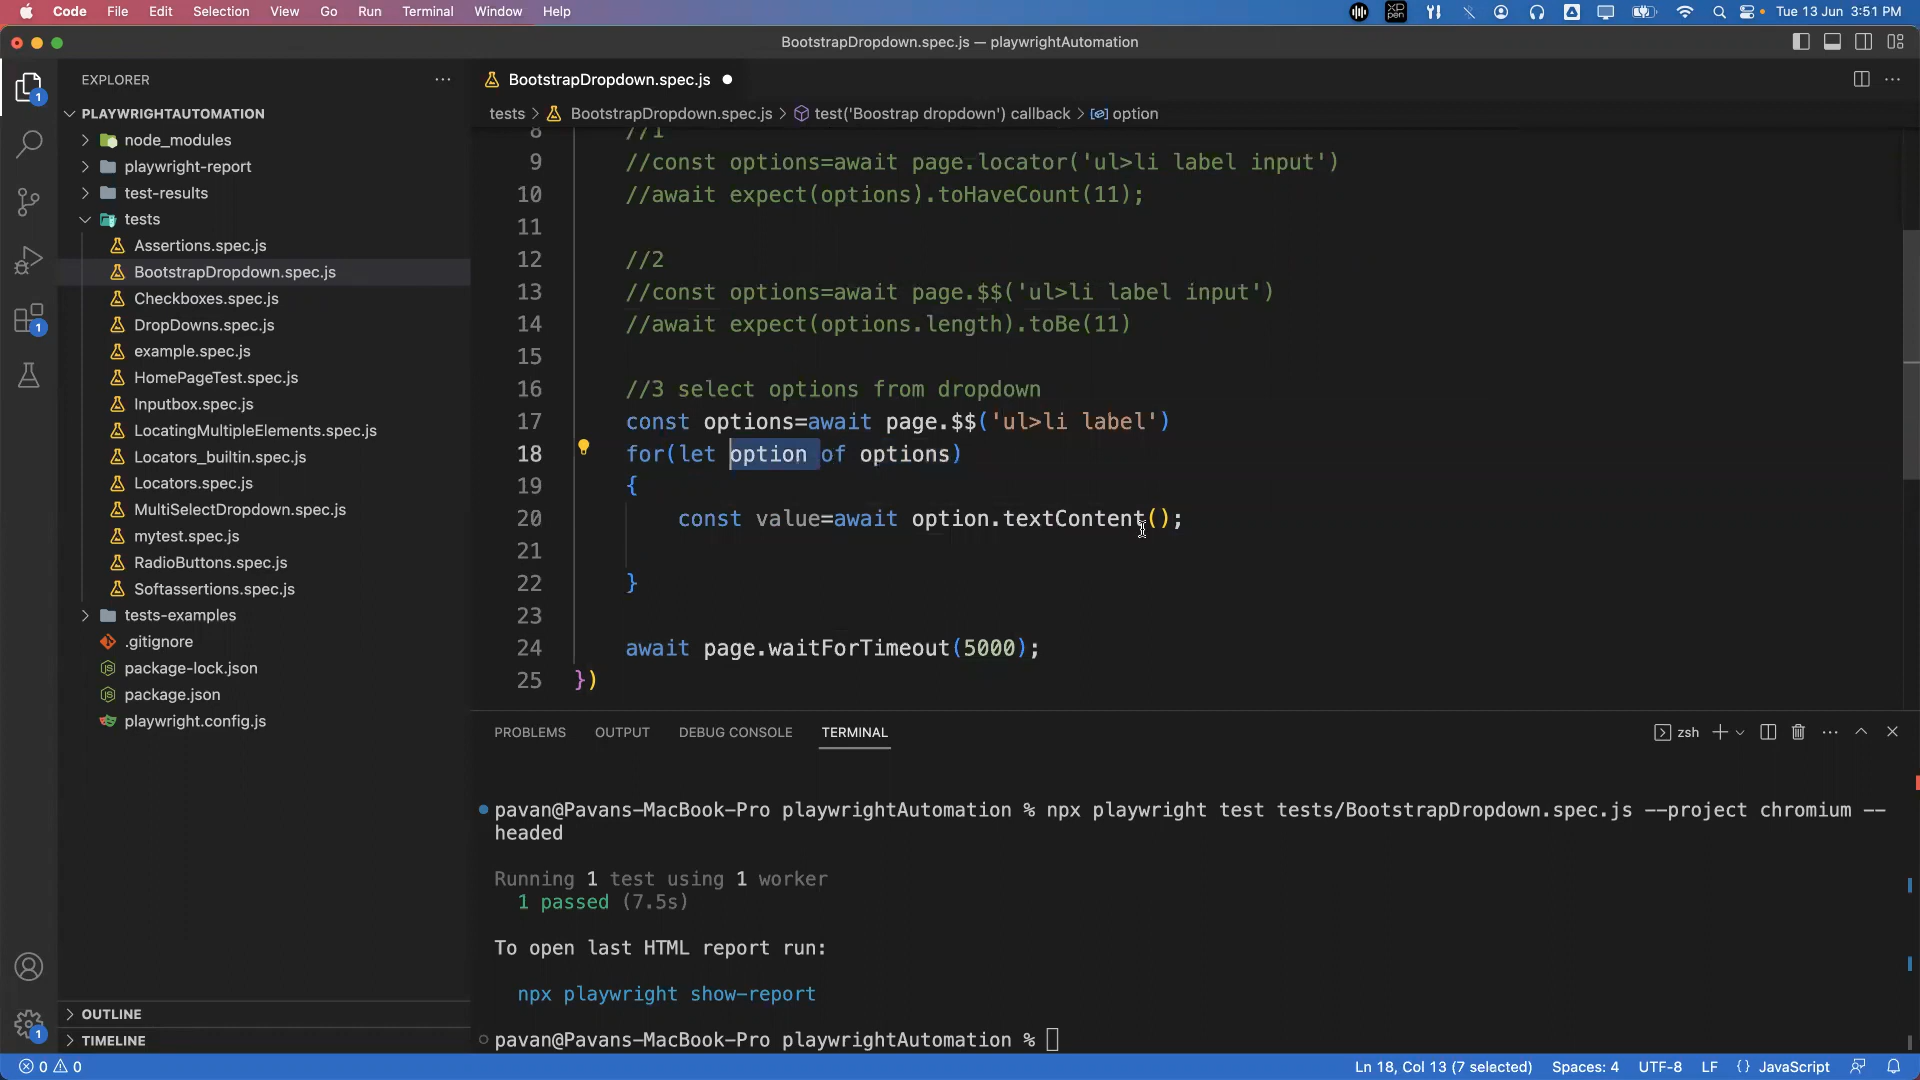 Code File Edit Selection View Go Run Terminal Window Help
XP pen
Tue 13 Jun 3:51 PM
BootstrapDropdown.spec.js — playwrightAutomation
EXPLORER
BootstrapDropdown.spec.js
tests > BootstrapDropdown.spec.js > test('Boostrap dropdown') callback > option
PLAYWRIGHTAUTOMATION
node_modules
playwright-report
test-results
tests
Assertions.spec.js
BootstrapDropdown.spec.js
Checkboxes.spec.js
DropDowns.spec.js
example.spec.js
HomePageTest.spec.js
Inputbox.spec.js
LocatingMultipleElements.spec.js
Locators_builtin.spec.js
Locators.spec.js
MultiSelectDropdown.spec.js
mytest.spec.js
RadioButtons.spec.js
Softassertions.spec.js
tests-examples
.gitignore
package-lock.json
package.json
playwright.config.js
OUTLINE
TIMELINE
1
1
1
8 //1
9 //const options=await page.locator('ul>li label input')
10 //await expect(options).toHaveCount(11);
11
12 //2
13 //const options=await page.$$('ul>li label input')
14 //await expect(options.length).toBe(11)
15
16 //3 select options from dropdown
17 const options=await page.$$('ul>li label')
18 for(let option of options)
19 {
20 const value=await option.textContent();
21
22 }
23
24 await page.waitForTimeout(5000);
25 })
PROBLEMS OUTPUT DEBUG CONSOLE TERMINAL
zsh
pavan@Pavans-MacBook-Pro playwrightAutomation % npx playwright test tests/BootstrapDropdown.spec.js --project chromium --
headed
Running 1 test using 1 worker
1 passed (7.5s)
To open last HTML report run:
npx playwright show-report
pavan@Pavans-MacBook-Pro playwrightAutomation %
0 0
Ln 18, Col 13 (7 selected) Spaces: 4 UTF-8 LF {} JavaScript